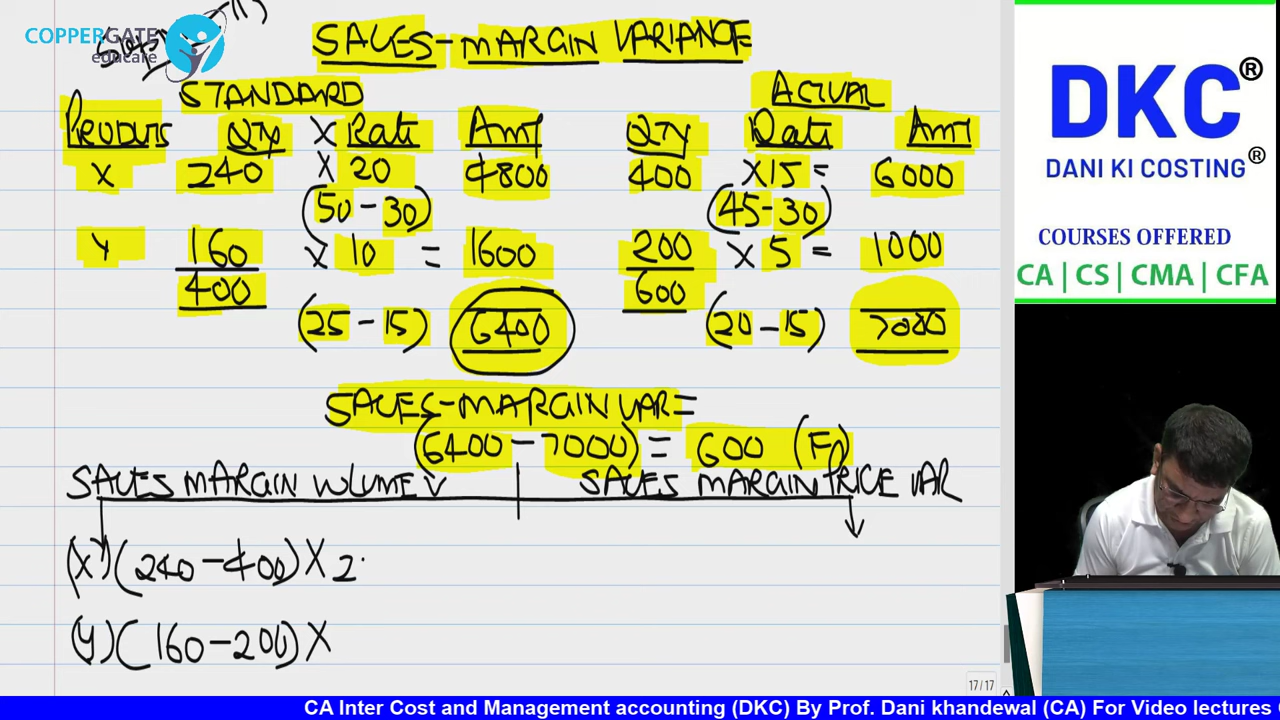 COPPERGATE
educate
SALES-MARGIN VARIANCE
STANDARD
ACTUAL
PRODUTS QTY X Rate AMT QTY Rate AMT
X 240 X 20 4800 400 X15 = 6000
(50-30) (45-30)
Y 160 X 10 = 1600 200 X 5 = 1000
400 600
(25-15) 6400 (20-15) 7000
SALES-MARGIN VAR=
(6400-7000) = 600 (F)
SALES MARGIN VOLUME V SALES MARGIN PRICE VAR
(X) (240-400) X 2
(Y) (160-200) X
17/17
DKC®
DANI KI COSTING
COURSES OFFERED
CA | CS | CMA | CFA
CA Inter Cost and Management accounting (DKC) By Prof. Dani khandewal (CA) For Video lectures